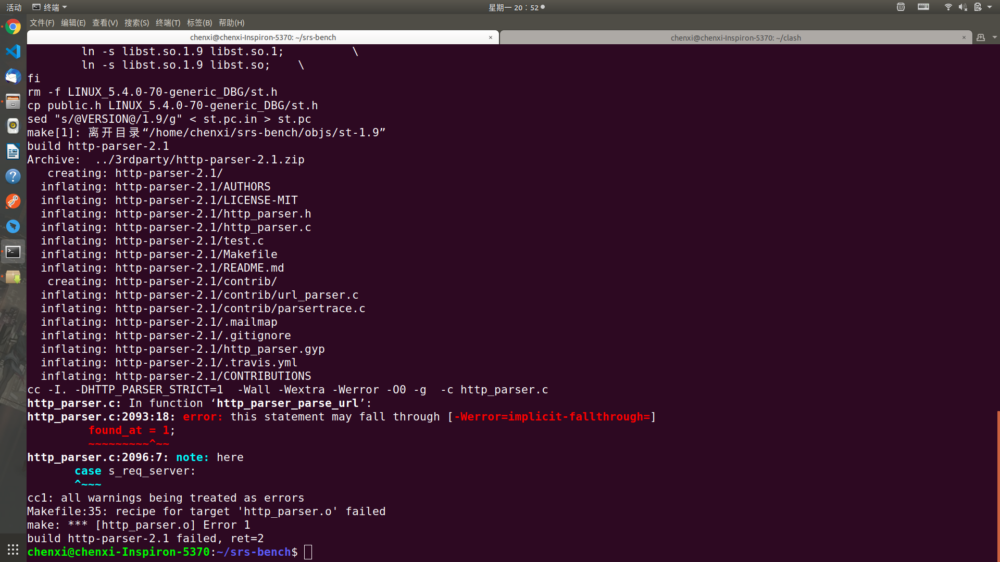 活动 终端 星期一 20:52
文件(F) 编辑(E) 查看(V) 搜索(S) 终端(T) 标签(B) 帮助(H)
chenxi@chenxi-Inspiron-5370: ~/srs-bench × chenxi@chenxi-Inspiron-5370: ~/clash ×
        ln -s libst.so.1.9 libst.so.1;          \
        ln -s libst.so.1.9 libst.so;    \
fi
rm -f LINUX_5.4.0-70-generic_DBG/st.h
cp public.h LINUX_5.4.0-70-generic_DBG/st.h
sed "s/@VERSION@/1.9/g" < st.pc.in > st.pc
make[1]: 离开目录“/home/chenxi/srs-bench/objs/st-1.9”
build http-parser-2.1
Archive:  ../3rdparty/http-parser-2.1.zip
   creating: http-parser-2.1/
  inflating: http-parser-2.1/AUTHORS
  inflating: http-parser-2.1/LICENSE-MIT
  inflating: http-parser-2.1/http_parser.h
  inflating: http-parser-2.1/http_parser.c
  inflating: http-parser-2.1/test.c
  inflating: http-parser-2.1/Makefile
  inflating: http-parser-2.1/README.md
   creating: http-parser-2.1/contrib/
  inflating: http-parser-2.1/contrib/url_parser.c
  inflating: http-parser-2.1/contrib/parsertrace.c
  inflating: http-parser-2.1/.mailmap
  inflating: http-parser-2.1/.gitignore
  inflating: http-parser-2.1/http_parser.gyp
  inflating: http-parser-2.1/.travis.yml
  inflating: http-parser-2.1/CONTRIBUTIONS
cc -I. -DHTTP_PARSER_STRICT=1  -Wall -Wextra -Werror -O0 -g  -c http_parser.c
http_parser.c: In function ‘http_parser_parse_url’:
http_parser.c:2093:18: error: this statement may fall through [-Werror=implicit-fallthrough=]
         found_at = 1;
         ~~~~~~~~~^~~
http_parser.c:2096:7: note: here
       case s_req_server:
       ^~~~
cc1: all warnings being treated as errors
Makefile:35: recipe for target 'http_parser.o' failed
make: *** [http_parser.o] Error 1
build http-parser-2.1 failed, ret=2
chenxi@chenxi-Inspiron-5370:~/srs-bench$